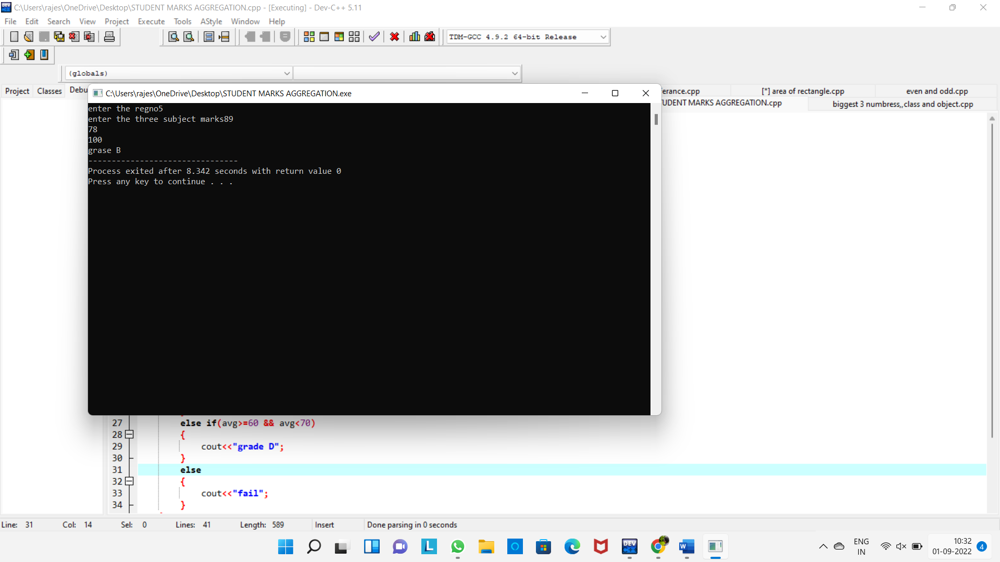 C:\Users\rajes\OneDrive\Desktop\STUDENT MARKS AGGREGATION.cpp - [Executing] - Dev-C++ 5.11
File Edit Search View Project Execute Tools AStyle Window Help
TDM-GCC 4.9.2 64-bit Release
(globals)
Project Classes Debu
erance.cpp [*] area of rectangle.cpp even and odd.cpp
UDENT MARKS AGGREGATION.cpp biggest 3 numbress,,class and object.cpp
C:\Users\rajes\OneDrive\Desktop\STUDENT MARKS AGGREGATION.exe
enter the regno5
enter the three subject marks89
78
100
grase B
--------------------------------
Process exited after 8.342 seconds with return value 0
Press any key to continue . . .
27 else if(avg>=60 && avg<70)
28 {
29 cout<<"grade D";
30 }
31 else
32 {
33 cout<<"fail";
34 }
Line: 31 Col: 14 Sel: 0 Lines: 41 Length: 589 Insert Done parsing in 0 seconds
L
DEV
C++
W
ENG
IN
10:32
01-09-2022
4